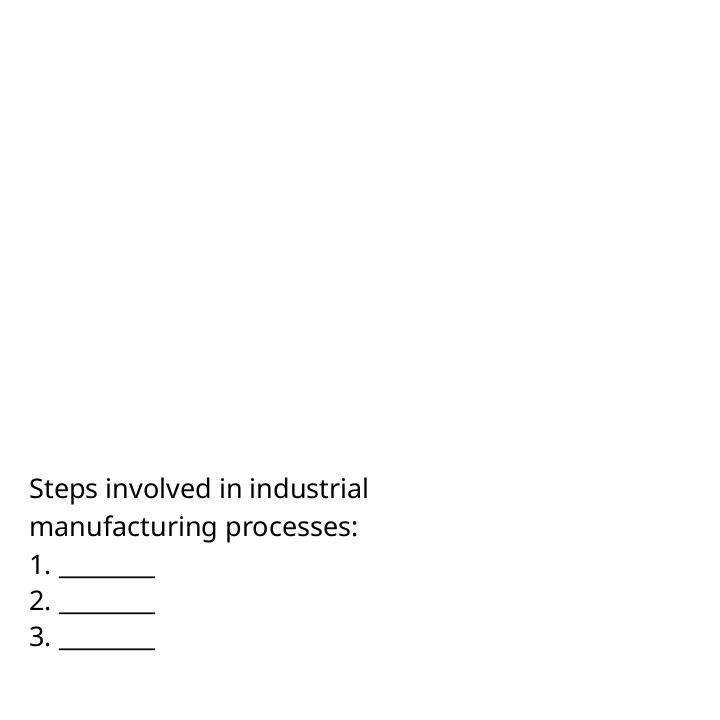 Steps involved in industrial
manufacturing processes:
1. ________
2. ________
3. ________